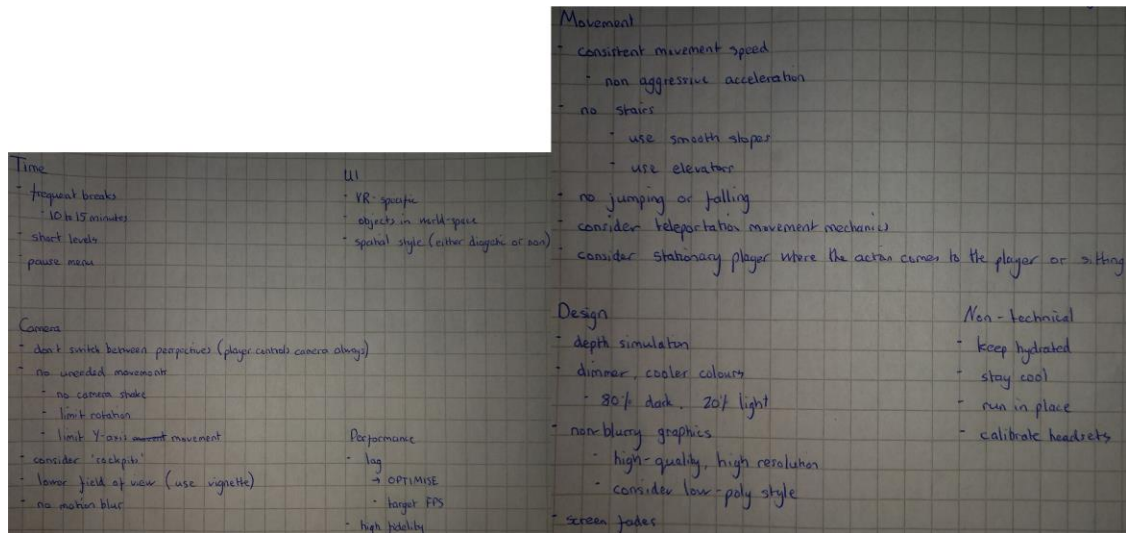 Time
- frequent breaks
- 10 to 15 minutes
- short levels
- pause menu
UI
- VR-specific
- objects in world-space
- spatial style (either diegetic or non)
Camera
- don't switch between perspectives (player controls camera always)
- no uneeded movement
- no camera shake
- limit rotation
- limit Y-axis movement
- consider 'cockpits'
- lower field of view (use vignette)
- no motion blur
Performance
- lag
→ OPTIMISE
- target FPS
- high fidelity
Movement
- consistent movement speed
- non aggressive acceleration
- no stairs
- use smooth slopes
- use elevators
- no jumping or falling
- consider teleportation movement mechanics
- consider stationary player where the action comes to the player or sitting
Design
- depth simulation
- dimmer, cooler colours
- 80% dark, 20% light
- non-blurry graphics
- high-quality, high resolution
- consider low-poly style
- screen fades
Non-technical
- keep hydrated
- stay cool
- run in place
- calibrate headsets